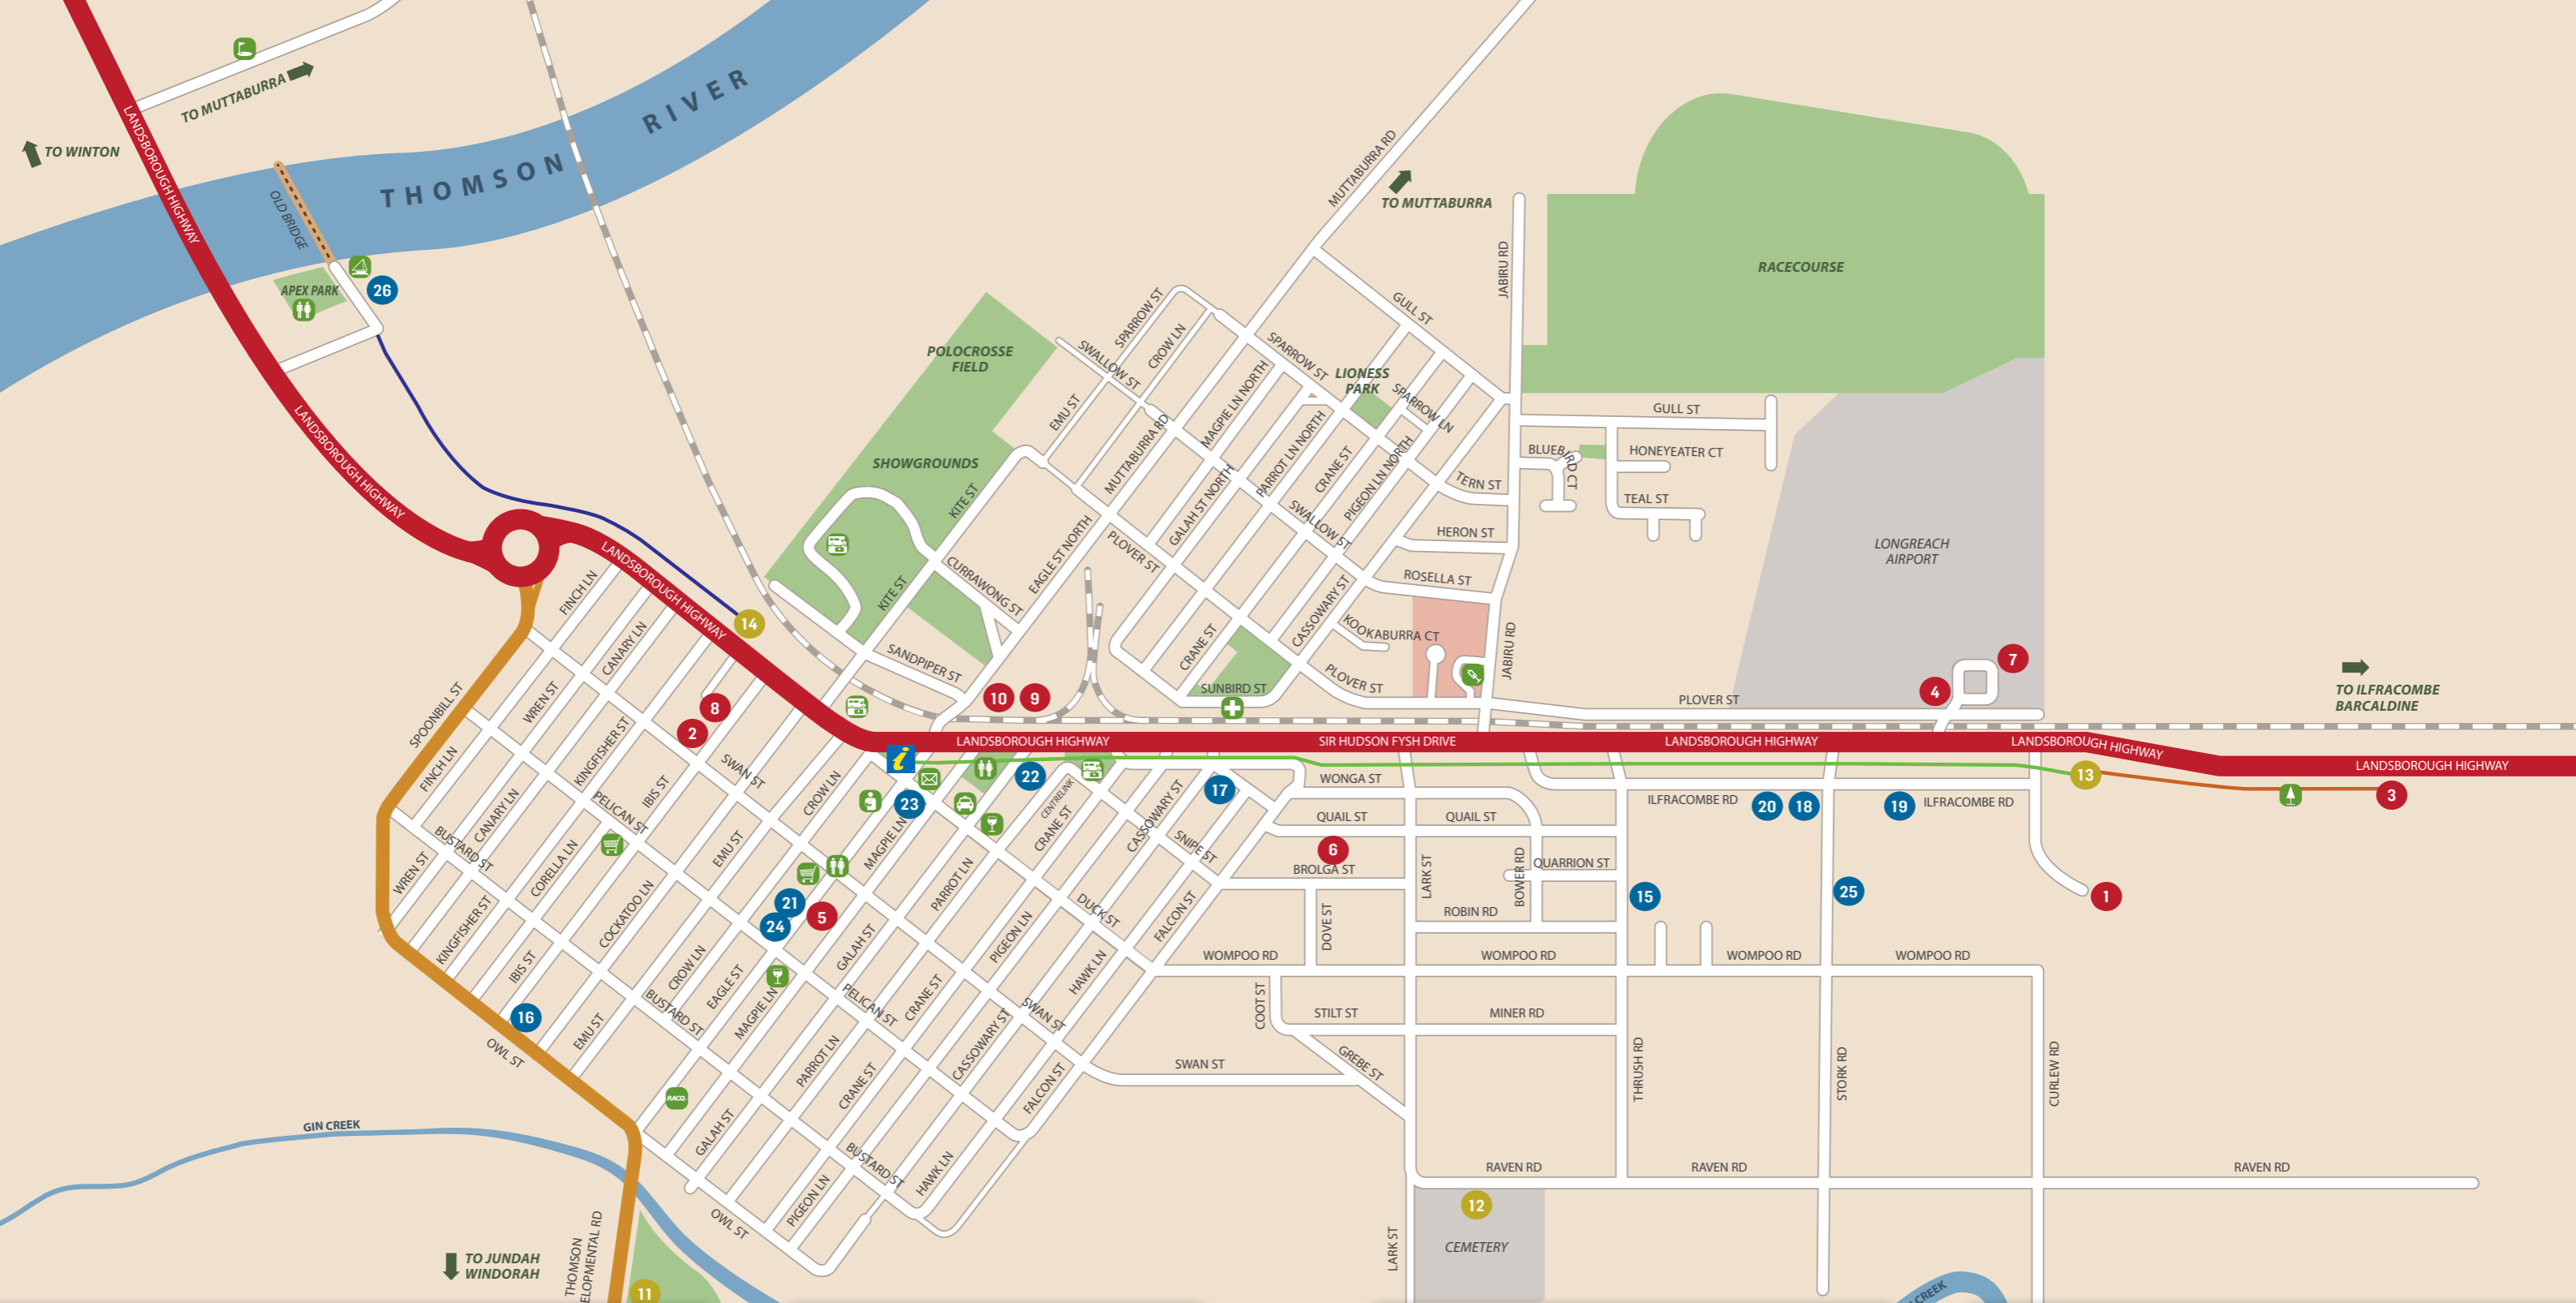 TO MUTTABURRA
TO WINTON
LANDSBOROUGH HIGHWAY
OLD BRIDGE
THOMSON RIVER
APEX PARK
26
LANDSBOROUGH HIGHWAY
LANDSBOROUGH HIGHWAY
14
MUTTABURRA RD
TO MUTTABURRA
JABIRU RD
RACECOURSE
GULL ST
SPARROW ST
CROW LN
SWALLOW ST
EMU ST
POLOCROSSE
FIELD
SHOWGROUNDS
KITE ST
KITE ST
CURRAWONG ST
SANDPIPER ST
EAGLE ST NORTH
MUTTABURRA RD
MAGPIE LN NORTH
SPARROW ST
LIONESS
PARK
SPARROW LN
GALAH ST NORTH
PARROT LN NORTH
CRANE ST
PIGEON LN NORTH
SWALLOW ST
PLOVER ST
TERN ST
HERON ST
ROSELLA ST
KOOKABURRA CT
CASSOWARY ST
CRANE ST
SUNBIRD ST
PLOVER ST
JABIRU RD
GULL ST
BLUEBIRD CT
HONEYEATER CT
TEAL ST
LONGREACH
AIRPORT
PLOVER ST
4
7
TO ILFRACOMBE
BARCALDINE
10
9
i
LANDSBOROUGH HIGHWAY
SIR HUDSON FYSH DRIVE
LANDSBOROUGH HIGHWAY
LANDSBOROUGH HIGHWAY
LANDSBOROUGH HIGHWAY
13
3
FINCH LN
CANARY LN
WREN ST
SPOONBILL ST
FINCH LN
KINGFISHER ST
8
2
SWAN ST
IBIS ST
PELICAN ST
CANARY LN
BUSTARD ST
WREN ST
CORELLA LN
KINGFISHER ST
IBIS ST
COCKATOO LN
EMU ST
CROW LN
23
22
17
CENTRELINK
CRANE ST
CASSOWARY ST
SNIPE ST
MAGPIE LN
PARROT LN
DUCK ST
FALCON ST
21
24
5
GALAH ST
PIGEON LN
HAWK LN
CROW LN
EAGLE ST
BUSTARD ST
MAGPIE LN
PELICAN ST
CRANE ST
SWAN ST
CASSOWARY ST
16
OWL ST
EMU ST
PARROT LN
CRANE ST
FALCON ST
RACQ
GALAH ST
BUSTARD ST
HAWK LN
PIGEON LN
OWL ST
WONGA ST
QUAIL ST
QUAIL ST
6
BROLGA ST
LARK ST
BOWER RD
QUARRION ST
ROBIN RD
DOVE ST
WOMPOO RD
WOMPOO RD
WOMPOO RD
WOMPOO RD
ILFRACOMBE RD
20
18
19
ILFRACOMBE RD
15
25
1
COOT ST
STILT ST
MINER RD
GREBE ST
SWAN ST
THRUSH RD
STORK RD
CURLEW RD
RAVEN RD
RAVEN RD
RAVEN RD
12
CEMETERY
LARK ST
GIN CREEK
TO JUNDAH
WINDORAH
THOMSON
ELOPMENTAL RD
11
CREEK